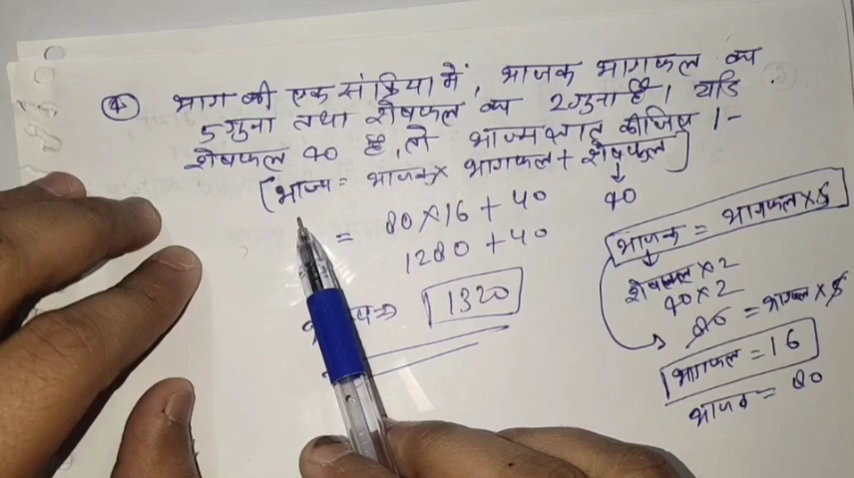 ④ भाग की एक संक्रिया में, भाजक भागफल का
5 गुना तथा शेषफल का 2 गुना है। यदि
शेषफल 40 है, तो भाज्य ज्ञात कीजिए।-
[भाज्य = भाजक × भागफल + शेषफल]
↓
40
= 80 × 16 + 40
1280 + 40
⇒ 1320
भाजक = भागफल × 5
↓
शेषफल × 2
40 × 2
80 = भागफल × 5
भागफल = 16
भाजक = 80